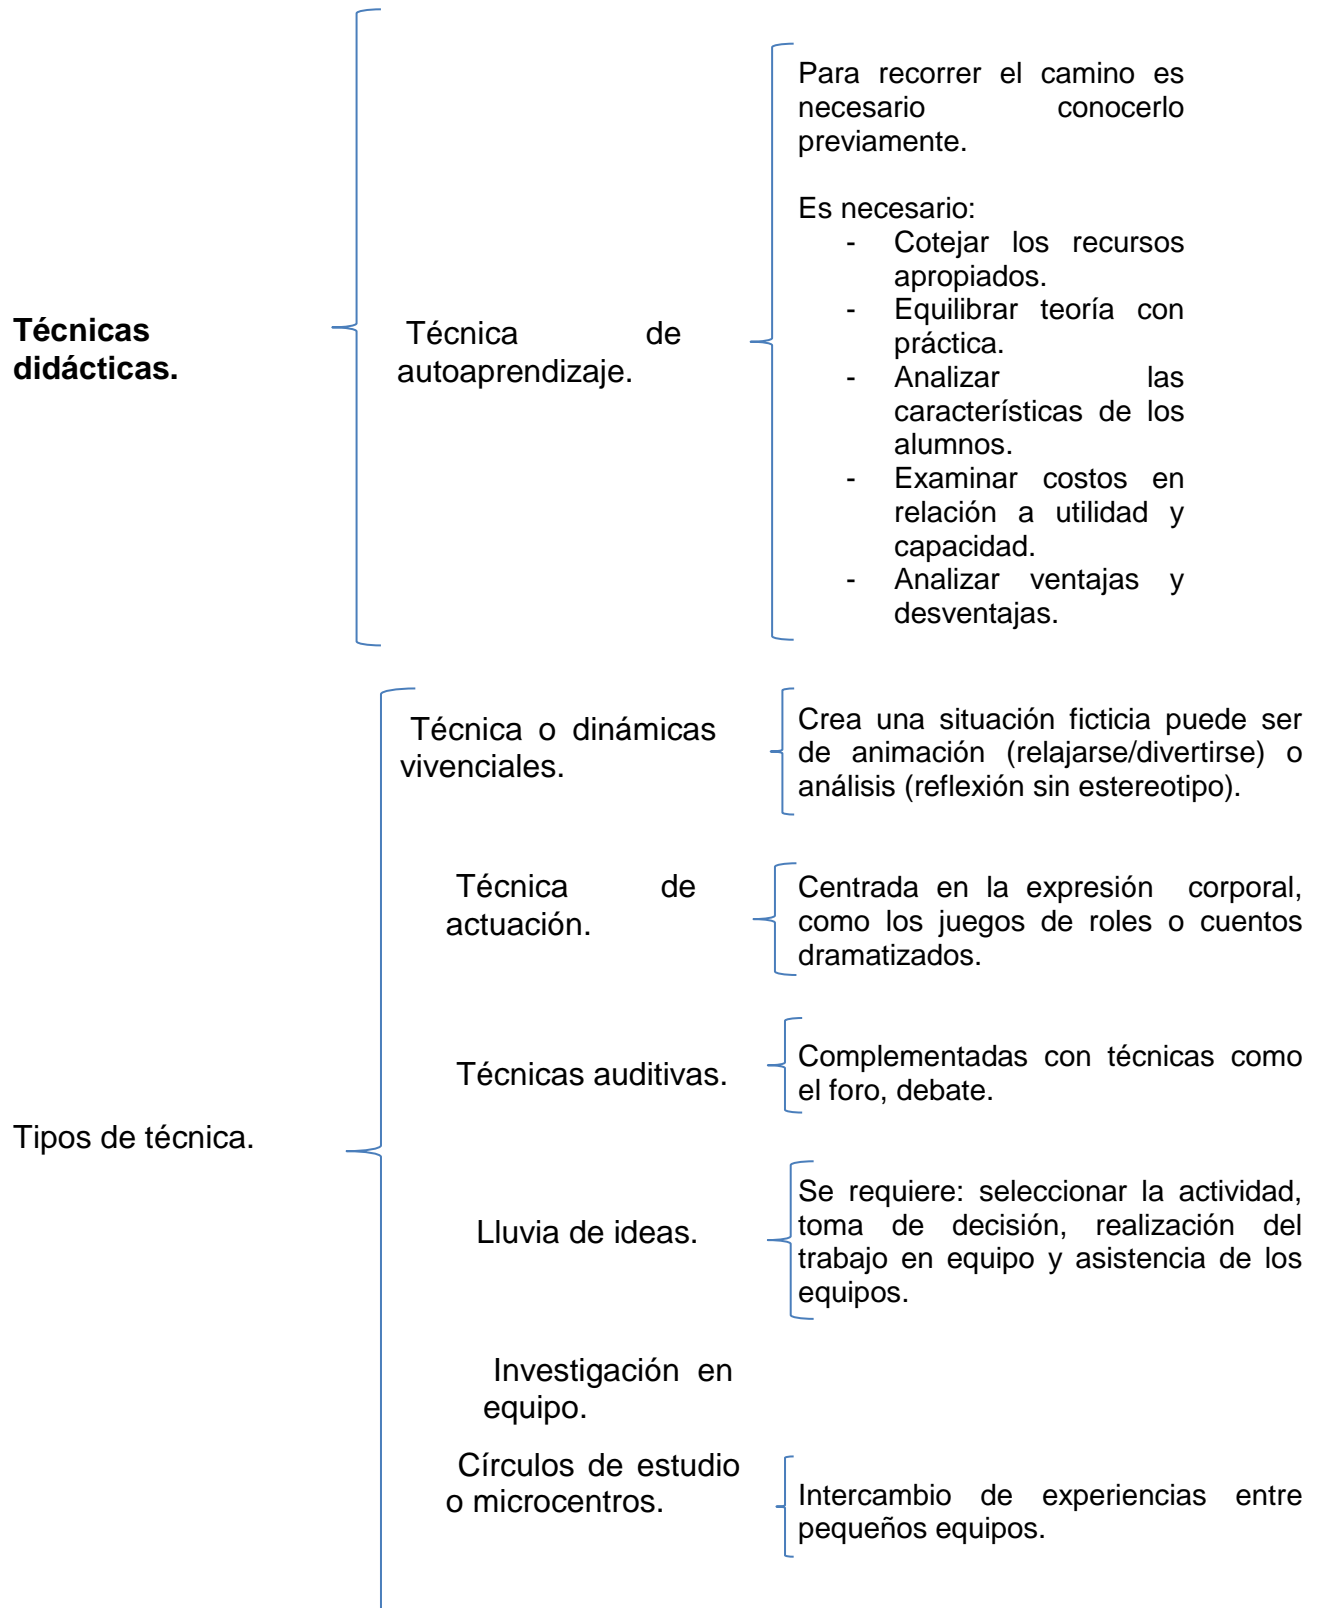 Técnicas
didácticas.
Técnica de
autoaprendizaje.
Para recorrer el camino es
necesario conocerlo
previamente.
Es necesario:
- Cotejar los recursos
apropiados.
- Equilibrar teoría con
práctica.
- Analizar las
características de los
alumnos.
- Examinar costos en
relación a utilidad y
capacidad.
- Analizar ventajas y
desventajas.
Tipos de técnica.
Técnica o dinámicas
vivenciales.
Crea una situación ficticia puede ser
de animación (relajarse/divertirse) o
análisis (reflexión sin estereotipo).
Técnica de
actuación.
Centrada en la expresión corporal,
como los juegos de roles o cuentos
dramatizados.
Técnicas auditivas.
Complementadas con técnicas como
el foro, debate.
Lluvia de ideas.
Se requiere: seleccionar la actividad,
toma de decisión, realización del
trabajo en equipo y asistencia de los
equipos.
Investigación en
equipo.
Círculos de estudio
o microcentros.
Intercambio de experiencias entre
pequeños equipos.